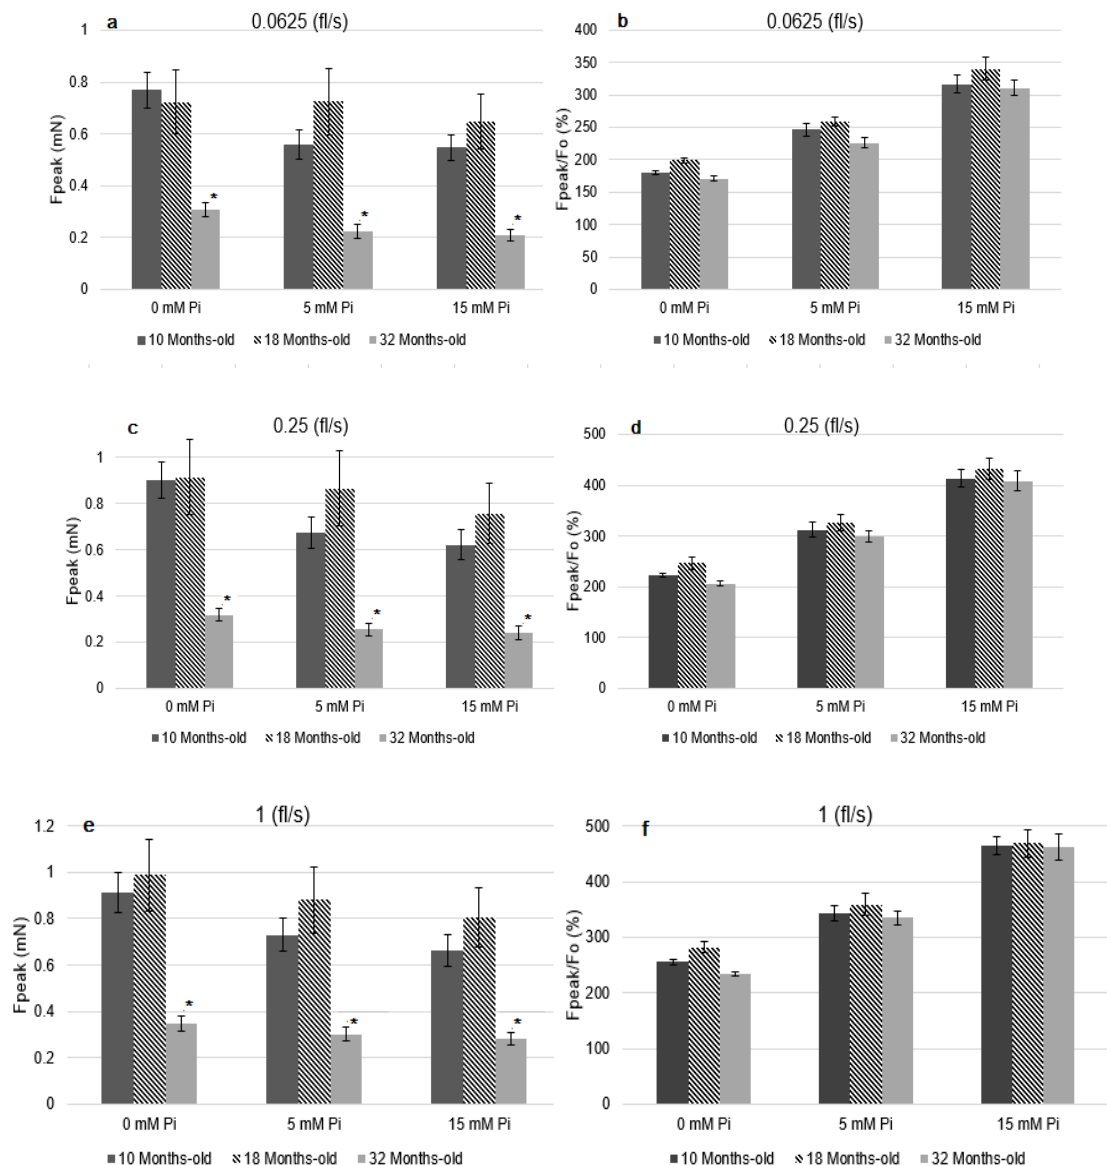 a 0.0625 (fl/s)
Fpeak (mN)
1
0.8
0.6
0.4
0.2
0
* * *
0 mM Pi 5 mM Pi 15 mM Pi
10 Months-old 18 Months-old 32 Months-old
b 0.0625 (fl/s)
Fpeak/Fo (%)
400
350
300
250
200
150
100
50
0
0 mM Pi 5 mM Pi 15 mM Pi
10 Months-old 18 Months-old 32 Months-old
c 0.25 (fl/s)
Fpeak (mN)
1
0.8
0.6
0.4
0.2
0
* * *
0 mM Pi 5 mM Pi 15 mM Pi
10 Months-old 18 Months-old 32 Months-old
d 0.25 (fl/s)
Fpeak/Fo (%)
500
400
300
200
100
0
0 mM Pi 5 mM Pi 15 mM Pi
10 Months-old 18 Months-old 32 Months-old
e 1 (fl/s)
Fpeak (mN)
1.2
1
0.8
0.6
0.4
0.2
0
* * *
0 mM Pi 5 mM Pi 15 mM Pi
10 Months-old 18 Months-old 32 Months-old
f 1 (fl/s)
Fpeak/Fo (%)
500
400
300
200
100
0
0 mM Pi 5 mM Pi 15 mM Pi
10 Months-old 18 Months-old 32 Months-old